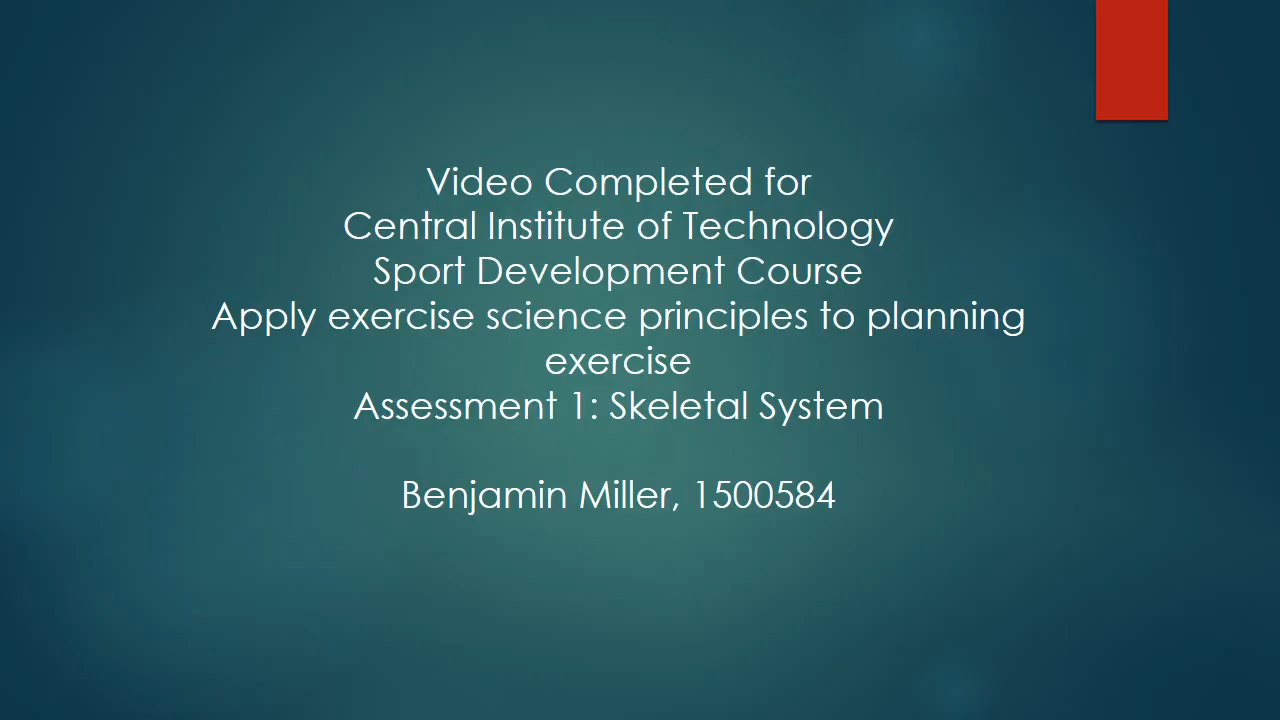 Video Completed for
Central Institute of Technology
Sport Development Course
Apply exercise science principles to planning
exercise
Assessment 1: Skeletal System
Benjamin Miller, 1500584